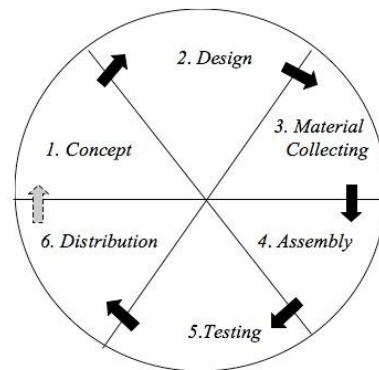 1. Concept
2. Design
3. Material
Collecting
4. Assembly
5.Testing
6. Distribution